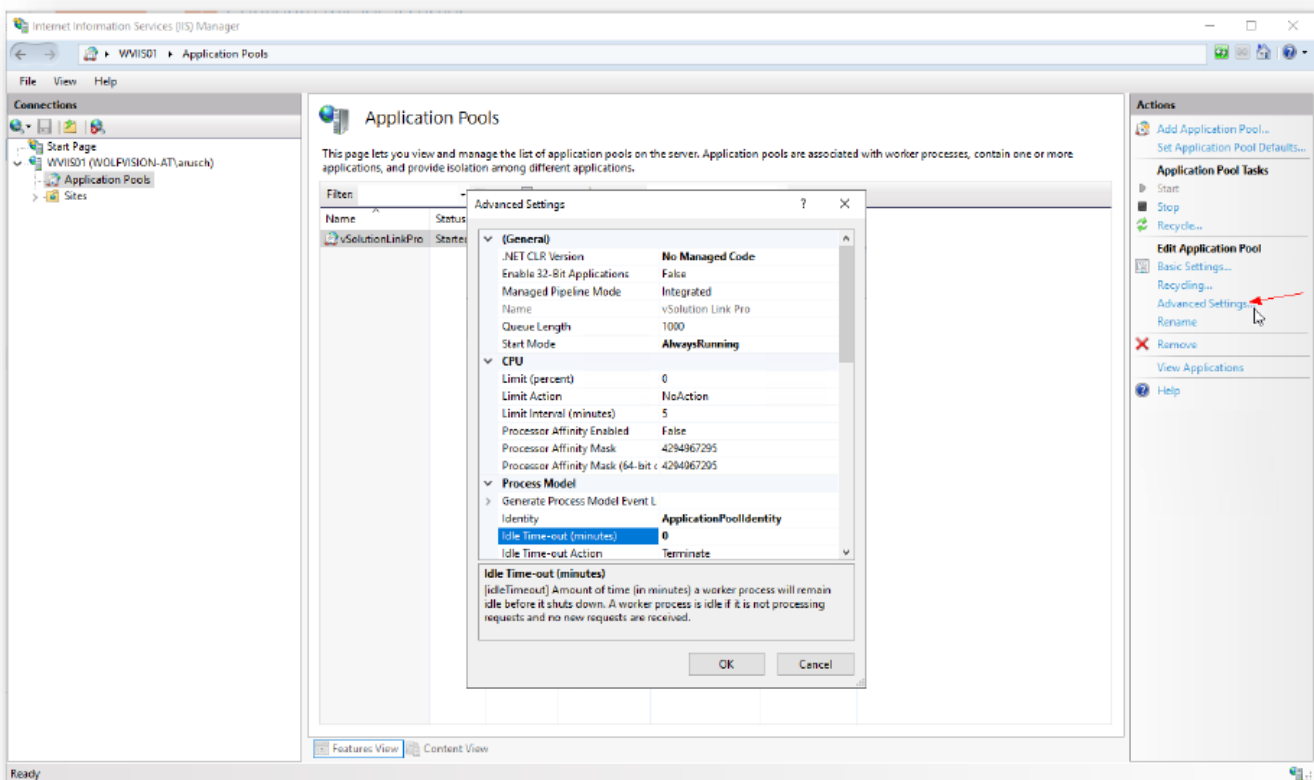 Internet Information Services (IIS) Manager
WVIIS01 Application Pools
File View Help
Connections
Start Page
WVIIS01 (WOLFVISION-AT\arusch)
Application Pools
Sites
Application Pools
This page lets you view and manage the list of application pools on the server. Application pools are associated with worker processes, contain one or more
applications, and provide isolation among different applications.
Filter:
Name Status
vSolutionLinkPro Starte
Advanced Settings ?
(General)
.NET CLR Version No Managed Code
Enable 32-Bit Applications False
Managed Pipeline Mode Integrated
Name vSolution Link Pro
Queue Length 1000
Start Mode AlwaysRunning
CPU
Limit (percent) 0
Limit Action NoAction
Limit Interval (minutes) 5
Processor Affinity Enabled False
Processor Affinity Mask 4294967295
Processor Affinity Mask (64-bit c 4294967295
Process Model
Generate Process Model Event L
Identity ApplicationPoolIdentity
Idle Time-out (minutes) 0
Idle Time-out Action Terminate
Idle Time-out (minutes)
[idleTimeout] Amount of time (in minutes) a worker process will remain
idle before it shuts down. A worker process is idle if it is not processing
requests and no new requests are received.
OK Cancel
Features View Content View
Actions
Add Application Pool...
Set Application Pool Defaults...
Application Pool Tasks
Start
Stop
Recycle...
Edit Application Pool
Basic Settings...
Recycling...
Advanced Settings...
Rename
Remove
View Applications
Help
Ready